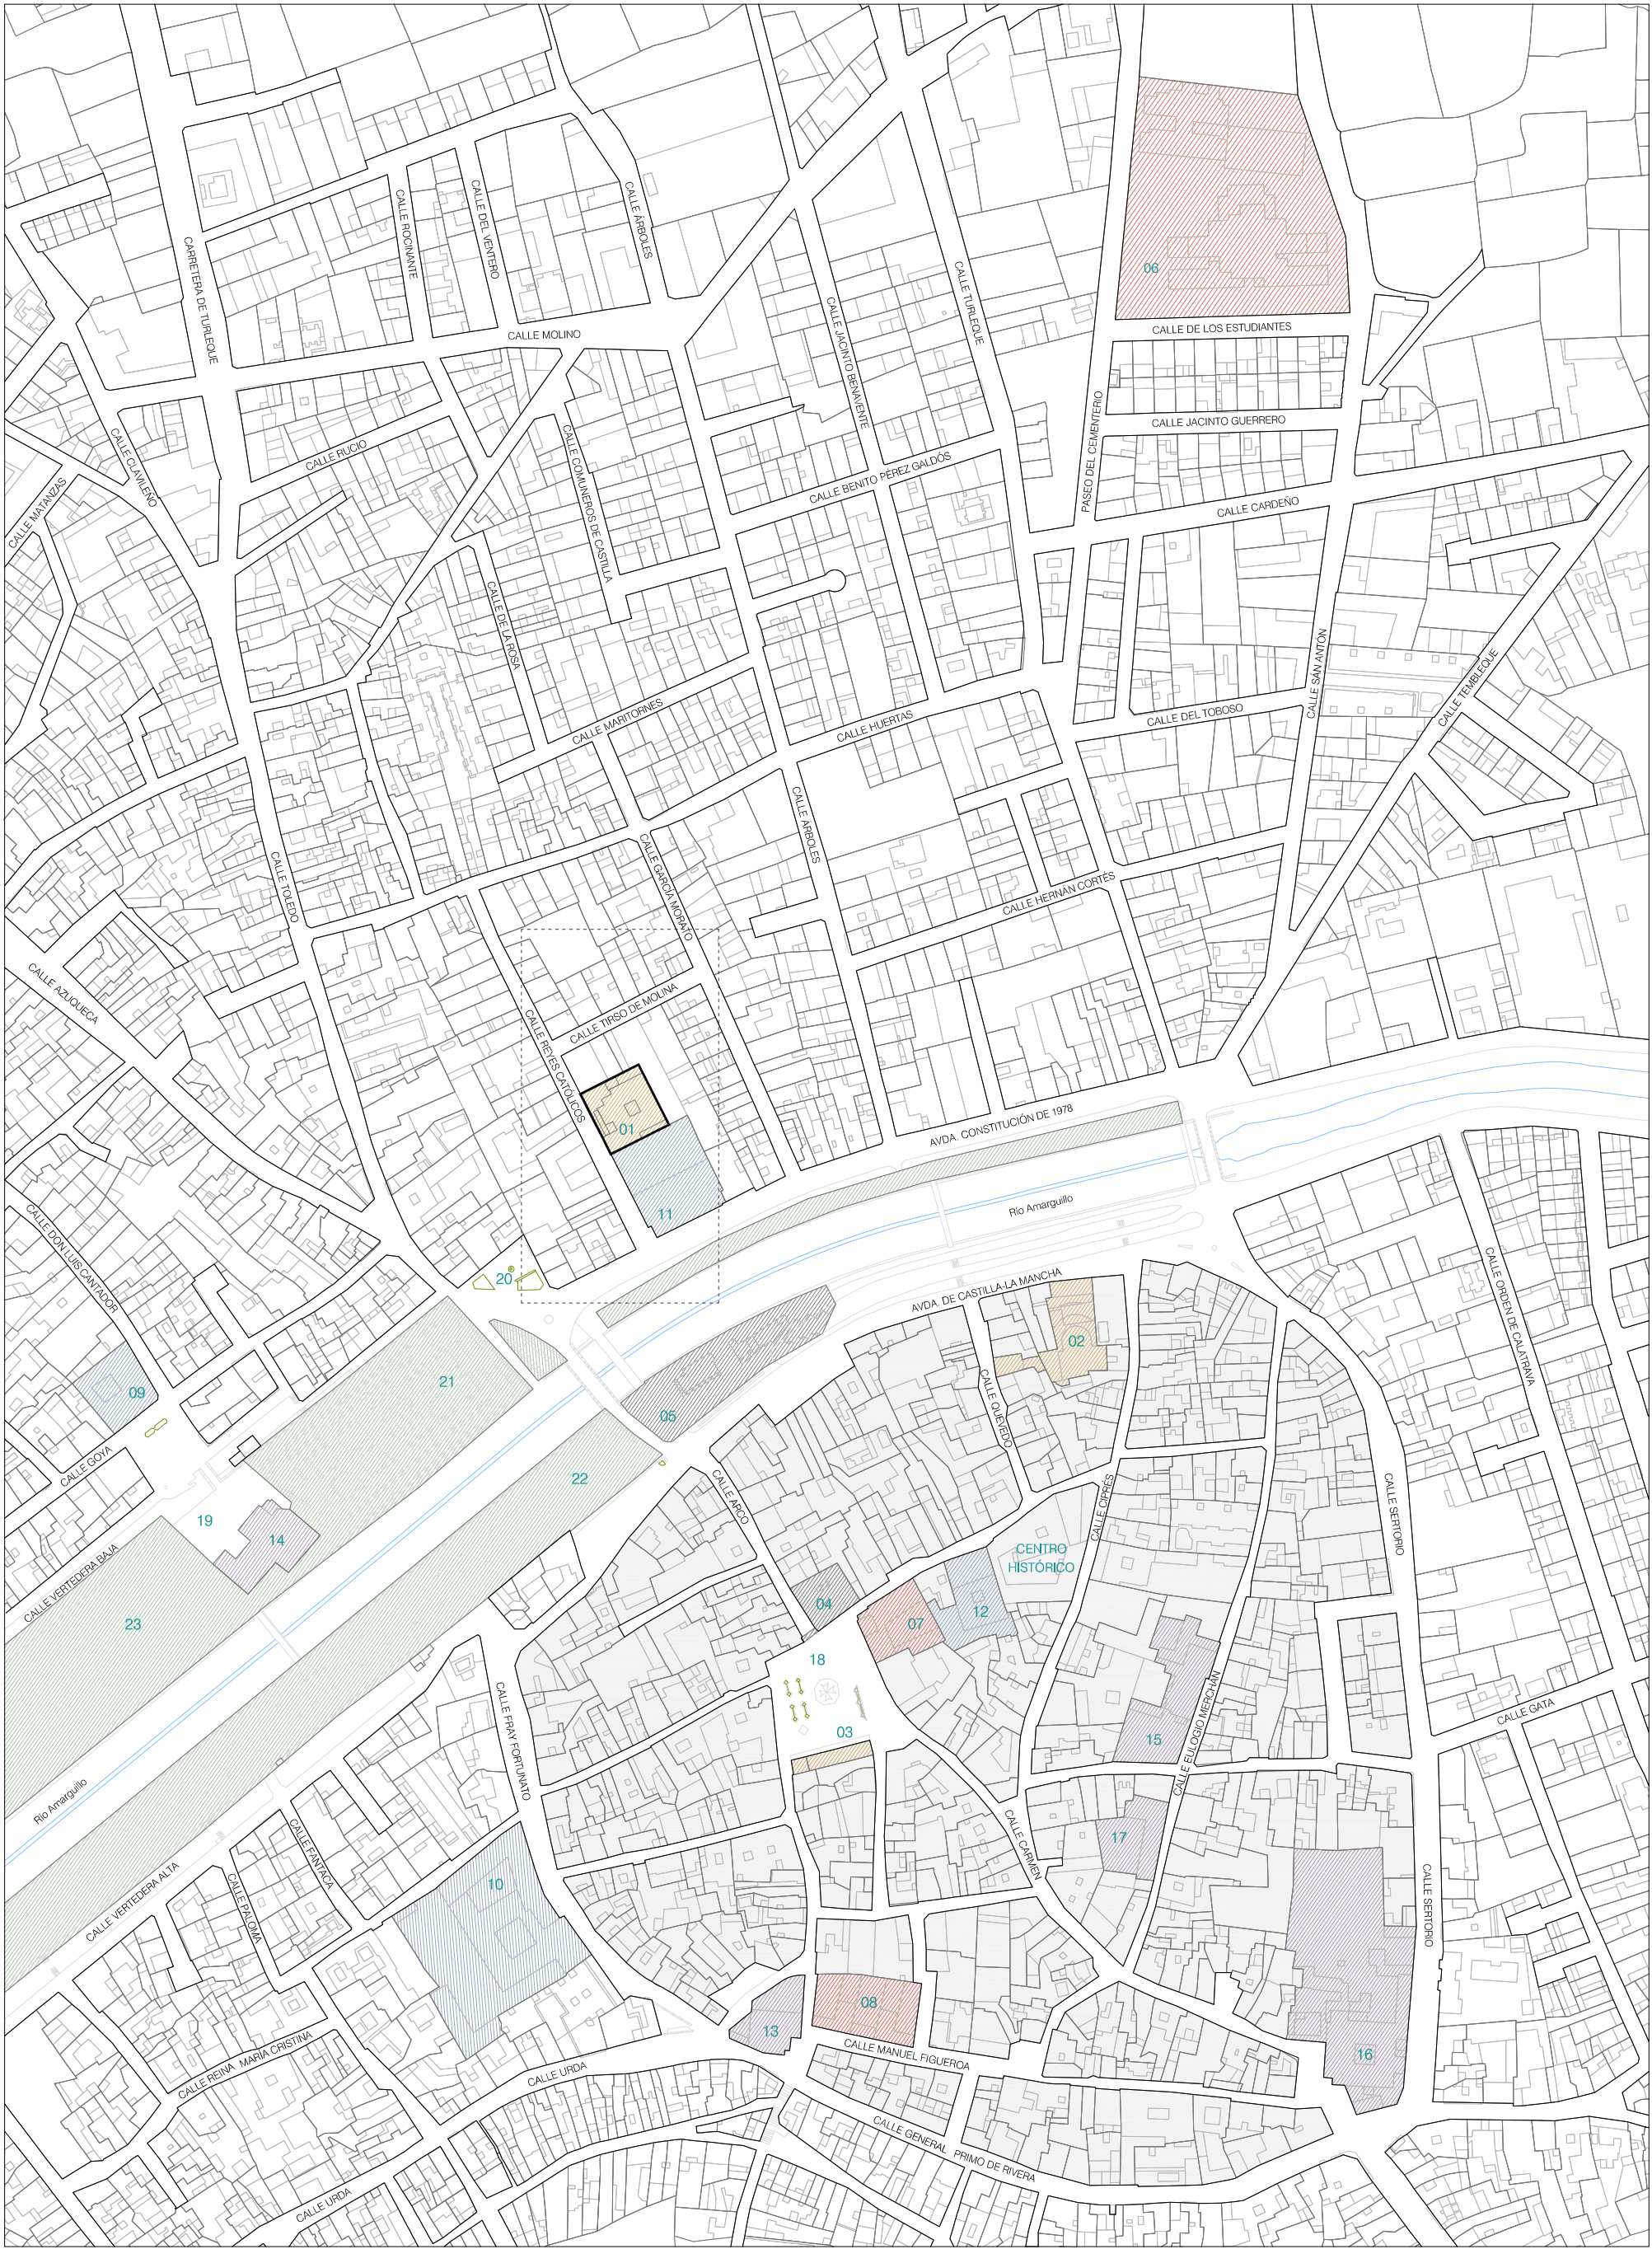 CALLE ROCINANTE
CALLE DEL VENTERO
CALLE ÁRBOLES
CARRETERA DE TURLEQUE
CALLE TURLEQUE
06
CALLE MOLINO
CALLE JACINTO BENAVENTE
CALLE DE LOS ESTUDIANTES
CALLE JACINTO GUERRERO
PASEO DEL CEMENTERIO
CALLE CLAVILEÑO
CALLE RUCIO
CALLE COMUNEROS DE CASTILLA
CALLE BENITO PÉREZ GALDÓS
CALLE MATANZAS
CALLE CARDEÑO
CALLE DE LA ROSA
CALLE SAN ANTÓN
CALLE TEMBLEQUE
CALLE MARITORNES
CALLE HUERTAS
CALLE DEL TOBOSO
CALLE ÁRBOLES
CALLE TOLEDO
CALLE GARCÍA MORATO
CALLE HERNÁN CORTÉS
CALLE AZUQUECA
CALLE TIRSO DE MOLINA
CALLE REYES CATÓLICOS
01
AVDA. CONSTITUCIÓN DE 1978
11
Río Amarguillo
CALLE DON LUIS CANTADOR
20
AVDA. DE CASTILLA-LA MANCHA
CALLE ORDEN DE CALATRAVA
02
21
09
CALLE QUEVEDO
05
CALLE GOYA
22
CALLE ARCO
CALLE CIPRÉS
CALLE SERTORIO
19
14
CENTRO
HISTÓRICO
CALLE VERTEDERA BAJA
23
04
07
12
18
CALLE FRAY FORTUNATO
03
15
CALLE EULOGIO MERCHÁN
CALLE GATA
Río Amarguillo
CALLE FANTACA
CALLE CARMEN
17
10
CALLE VERTEDERA ALTA
CALLE PALOMA
CALLE SERTORIO
08
13
CALLE MANUEL FIGUEROA
16
CALLE REINA MARÍA CRISTINA
CALLE URDA
CALLE GENERAL PRIMO DE RIVERA
CALLE URDA